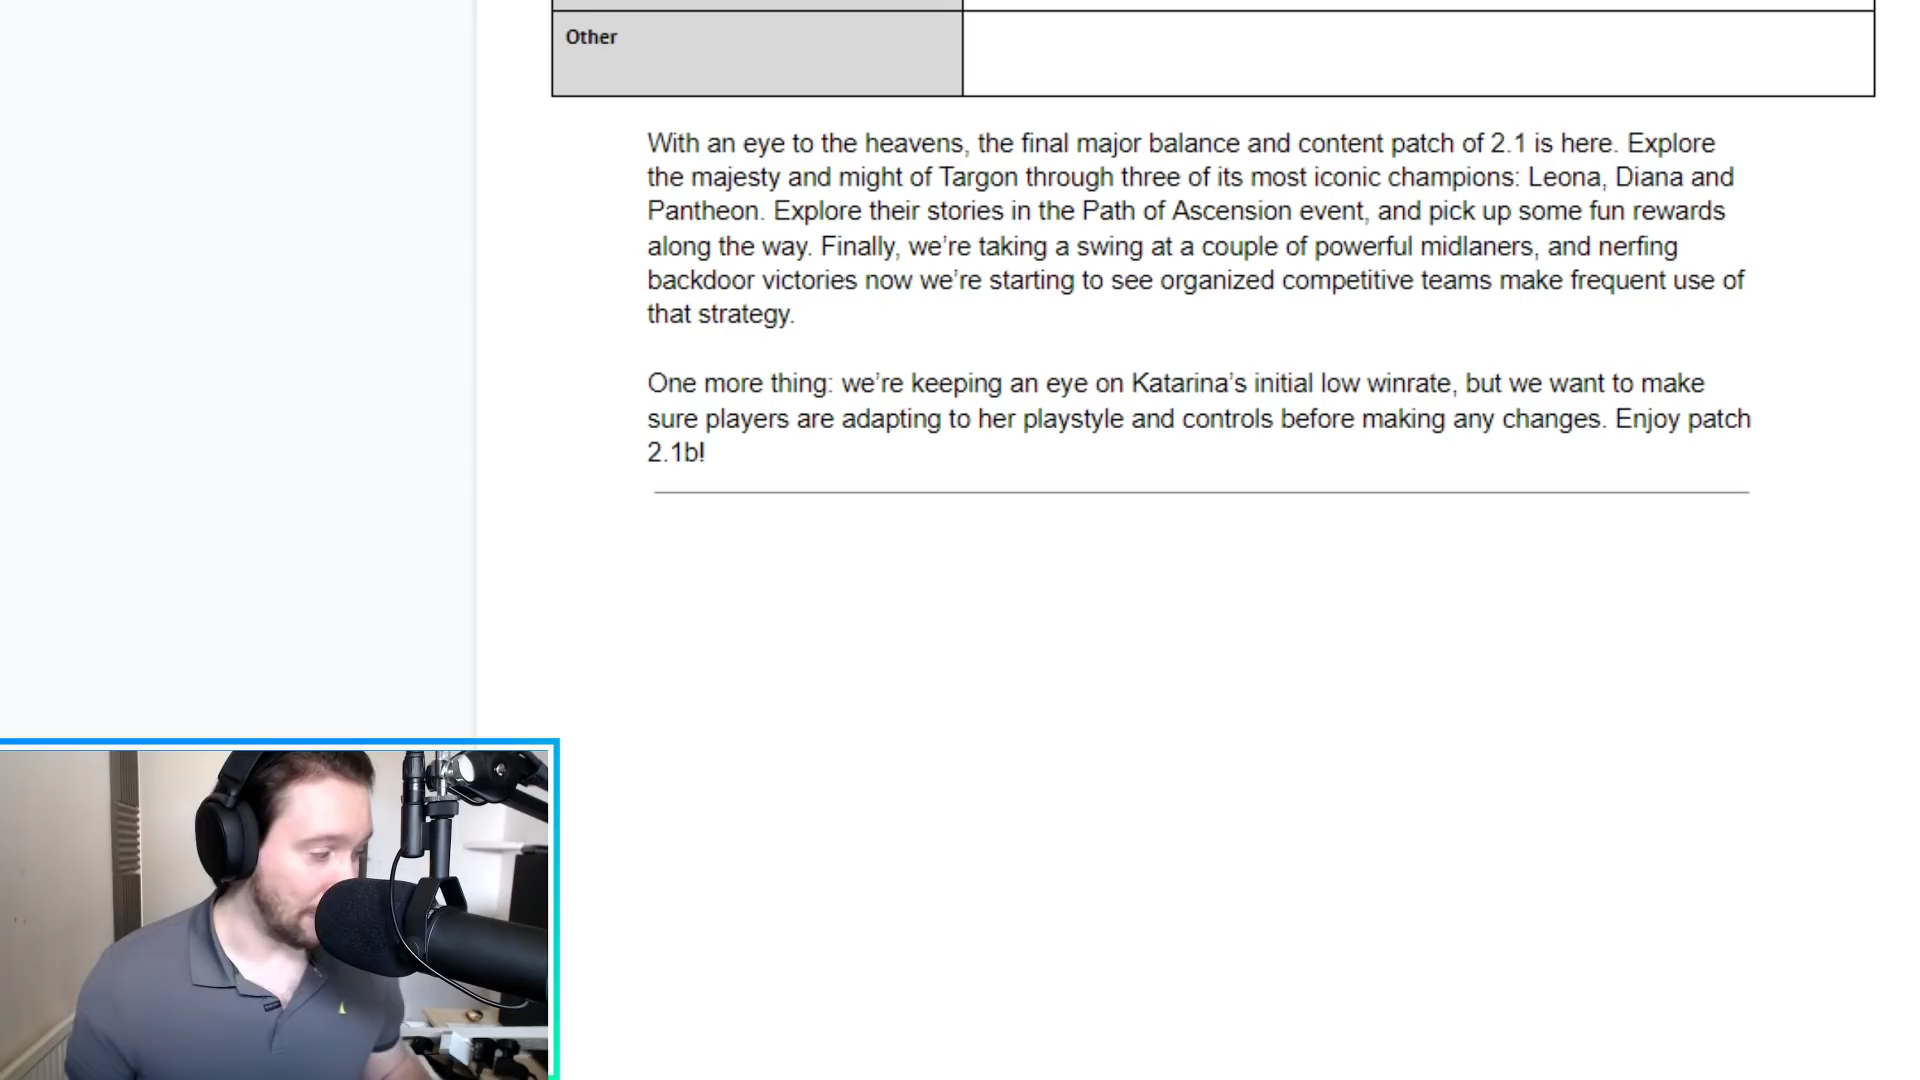 Other
With an eye to the heavens, the final major balance and content patch of 2.1 is here. Explore
the majesty and might of Targon through three of its most iconic champions: Leona, Diana and
Pantheon. Explore their stories in the Path of Ascension event, and pick up some fun rewards
along the way. Finally, we’re taking a swing at a couple of powerful midlaners, and nerfing
backdoor victories now we’re starting to see organized competitive teams make frequent use of
that strategy.
One more thing: we’re keeping an eye on Katarina’s initial low winrate, but we want to make
sure players are adapting to her playstyle and controls before making any changes. Enjoy patch
2.1b!